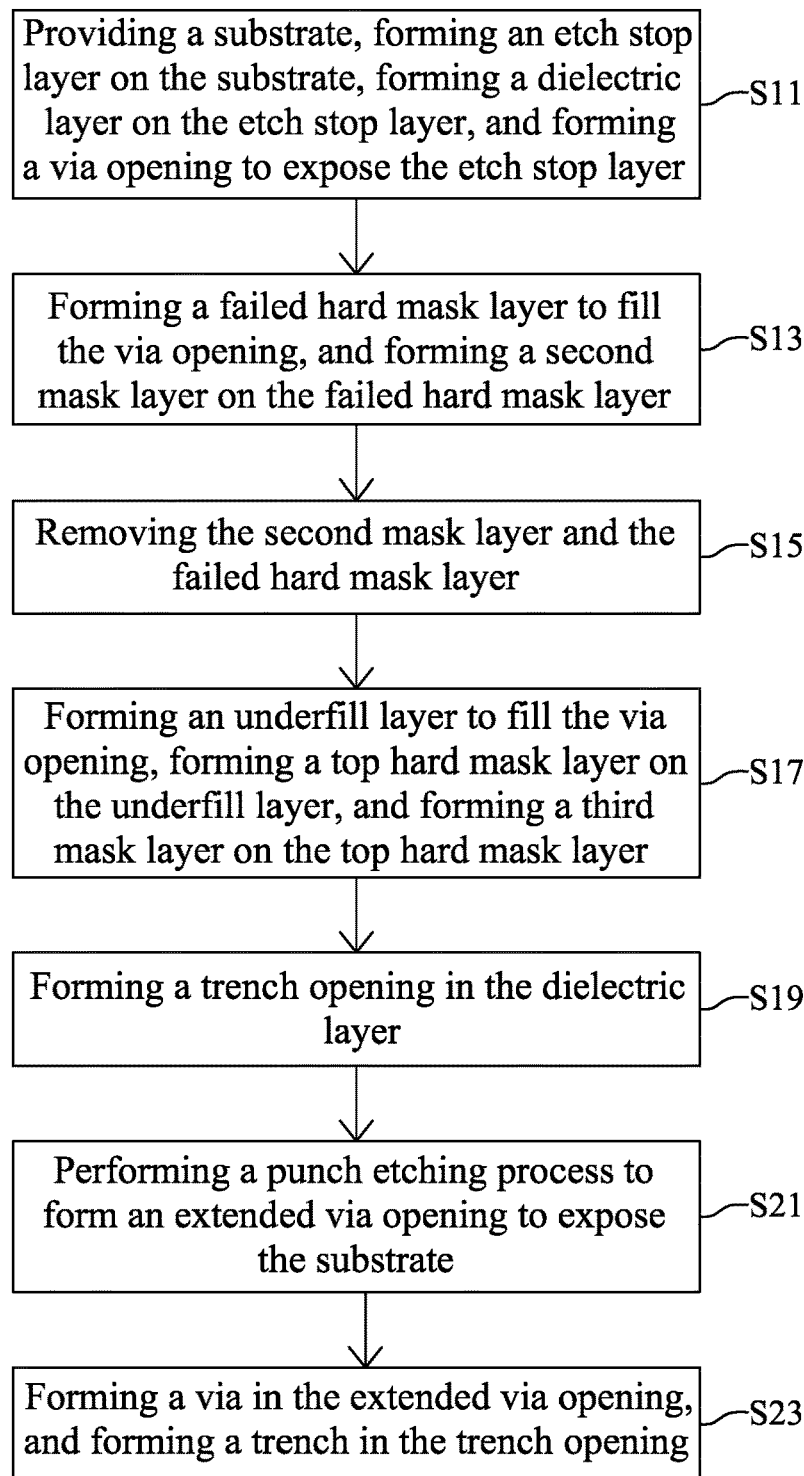 Providing a substrate, forming an etch stop
layer on the substrate, forming a dielectric
layer on the etch stop layer, and forming
a via opening to expose the etch stop layer
S11
Forming a failed hard mask layer to fill
the via opening, and forming a second
mask layer on the failed hard mask layer
S13
Removing the second mask layer and the
failed hard mask layer
S15
Forming an underfill layer to fill the via
opening, forming a top hard mask layer on
the underfill layer, and forming a third
mask layer on the top hard mask layer
S17
Forming a trench opening in the dielectric
layer
S19
Performing a punch etching process to
form an extended via opening to expose
the substrate
S21
Forming a via in the extended via opening,
and forming a trench in the trench opening
S23